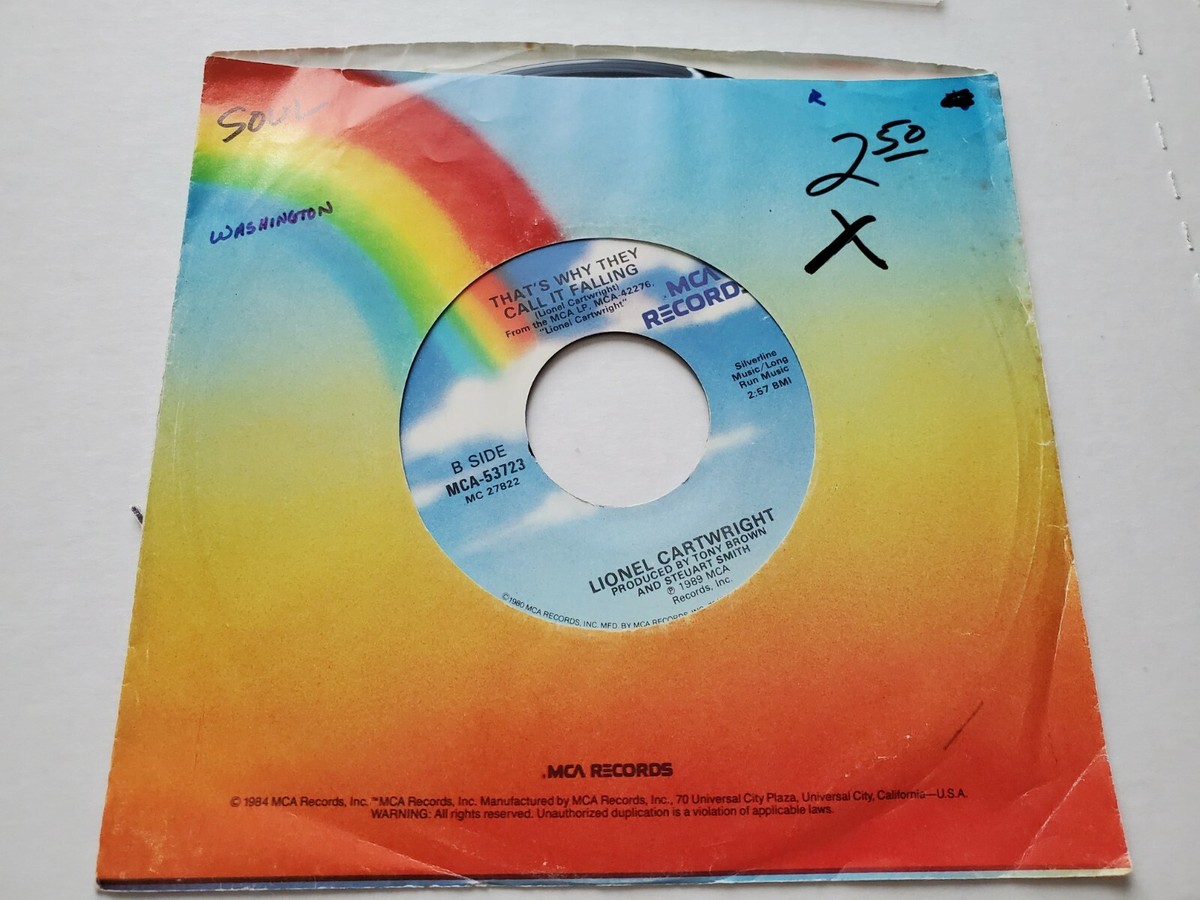 SOUL
R
2 50
X
WASHINGTON
THAT'S WHY THEY
CALL IT FALLING
(Lionel Cartwright)
From the MCA LP, MCA-42276,
"Lionel Cartwright"
MCA
RECORDS
Silverline
Music/Long
Run Music
2:57 BMI
B SIDE
MCA-53723
MC 27822
LIONEL CARTWRIGHT
PRODUCED BY TONY BROWN
AND STEUART SMITH
℗ 1989 MCA
Records, Inc.
©1980 MCA RECORDS, INC. MFD. BY MCA RECORDS, INC.
MCA RECORDS
© 1984 MCA Records, Inc. ™MCA Records, Inc. Manufactured by MCA Records, Inc., 70 Universal City Plaza, Universal City, California—U.S.A.
WARNING: All rights reserved. Unauthorized duplication is a violation of applicable laws.